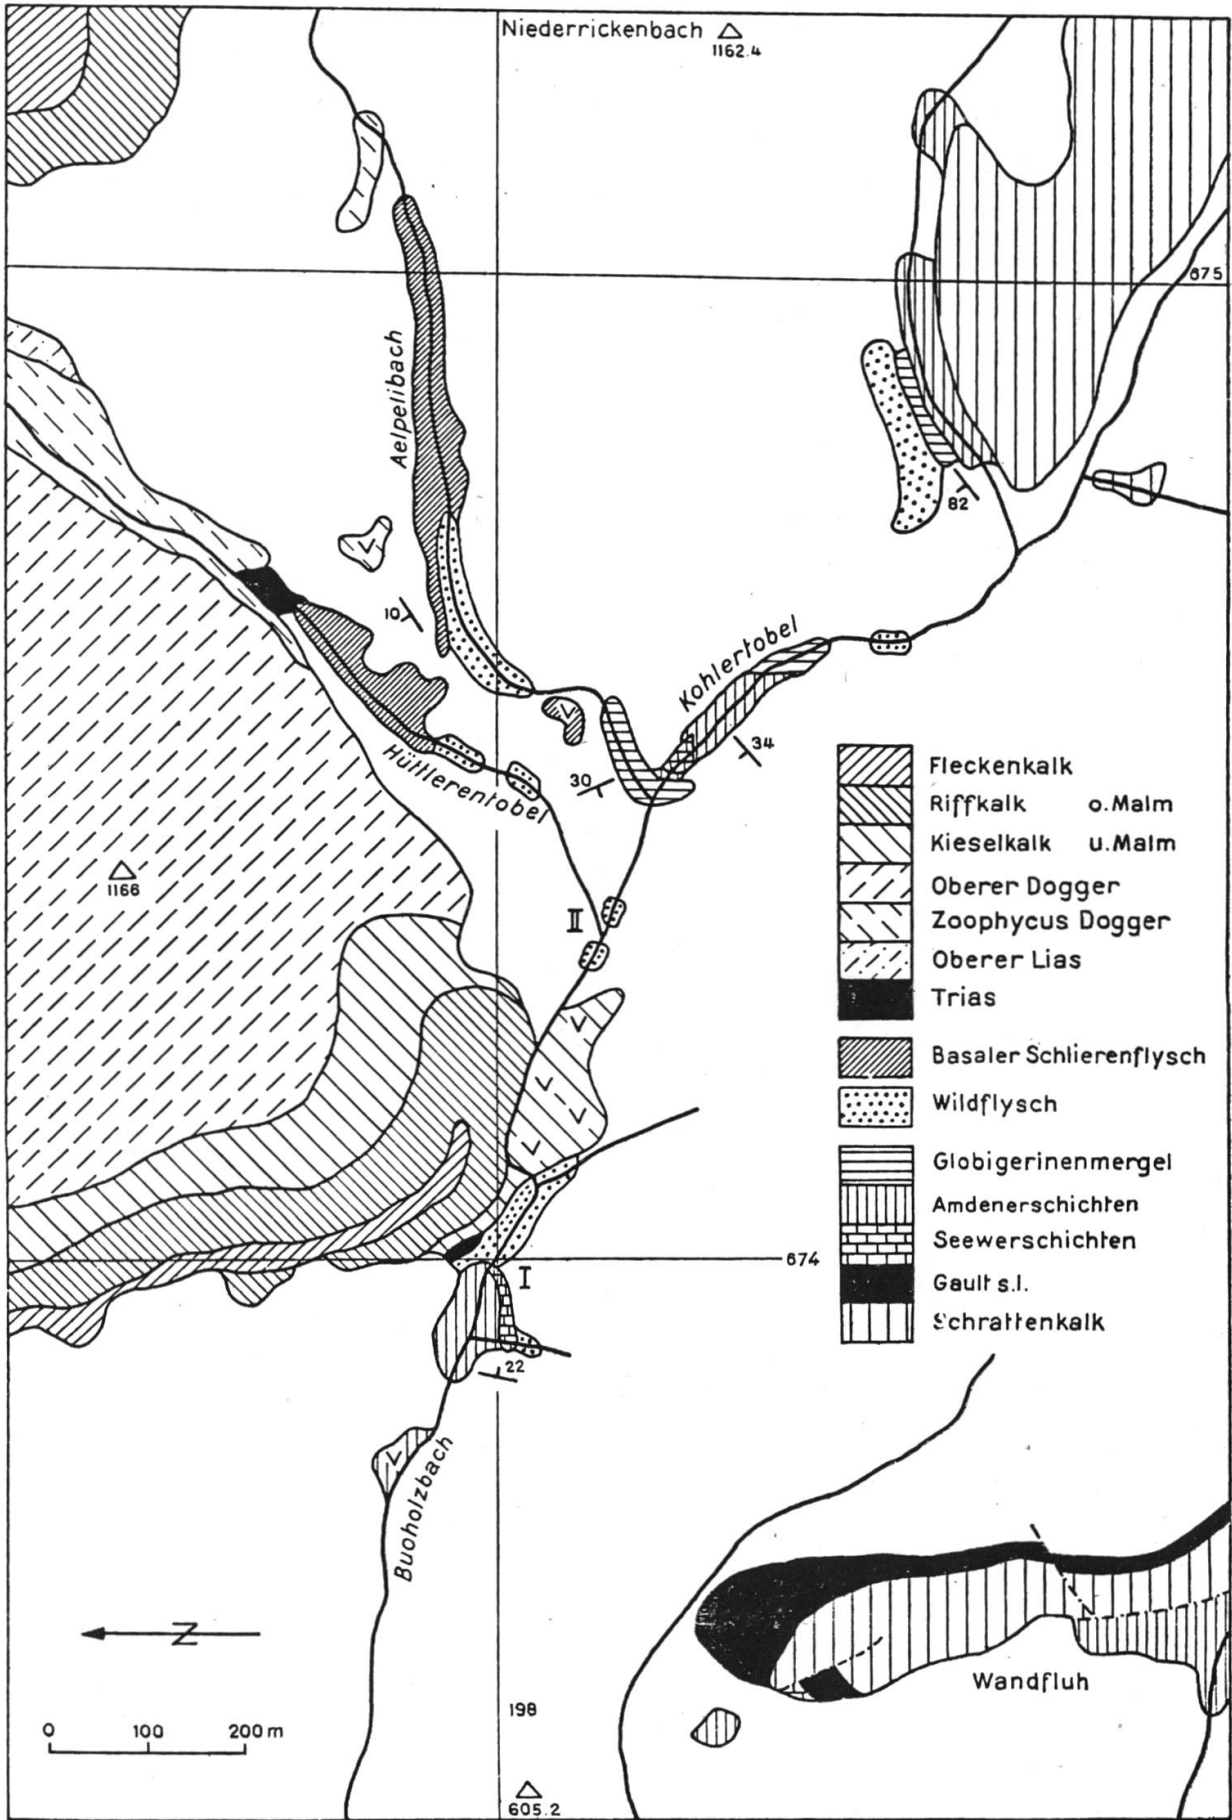 Niederrickenbach
1162.4
675
Aelpelibach
82
10
Kohlertobel
34
30
Hüttlerentobel
1166
II
Fleckenkalk
Riffkalk o.Malm
Kieselkalk u.Malm
Oberer Dogger
Zoophycus Dogger
Oberer Lias
Trias
Basaler Schlierenflysch
Wildflysch
Globigerinenmergel
Amdenerschichten
Seewerschichten
Gault s.l.
Schrattenkalk
674
I
22
Buoholzbach
N
Wandfluh
198
0 100 200 m
605.2